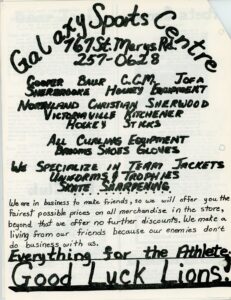 Galaxy Sports Centre
767 St. Marys Rd.
257-0628
Cooper Bauer C.C.M. Jofa
Sherbrooke Hockey Equipment
Northland Christian Sherwood
Victoriaville Kitchener
Hockey Sticks
All Curling Equipment
Brooms Shoes Gloves
We Specialize in Team Jackets
Uniforms & Trophies
Skate Sharpening
We are in business to make friends, so we will offer you the
fairest possible prices on all merchandise in the store,
beyond that we offer no further discounts. We make a
living from our friends because our enemies don't
do business with us.
Everything for the Athlete.
Good Luck Lions!